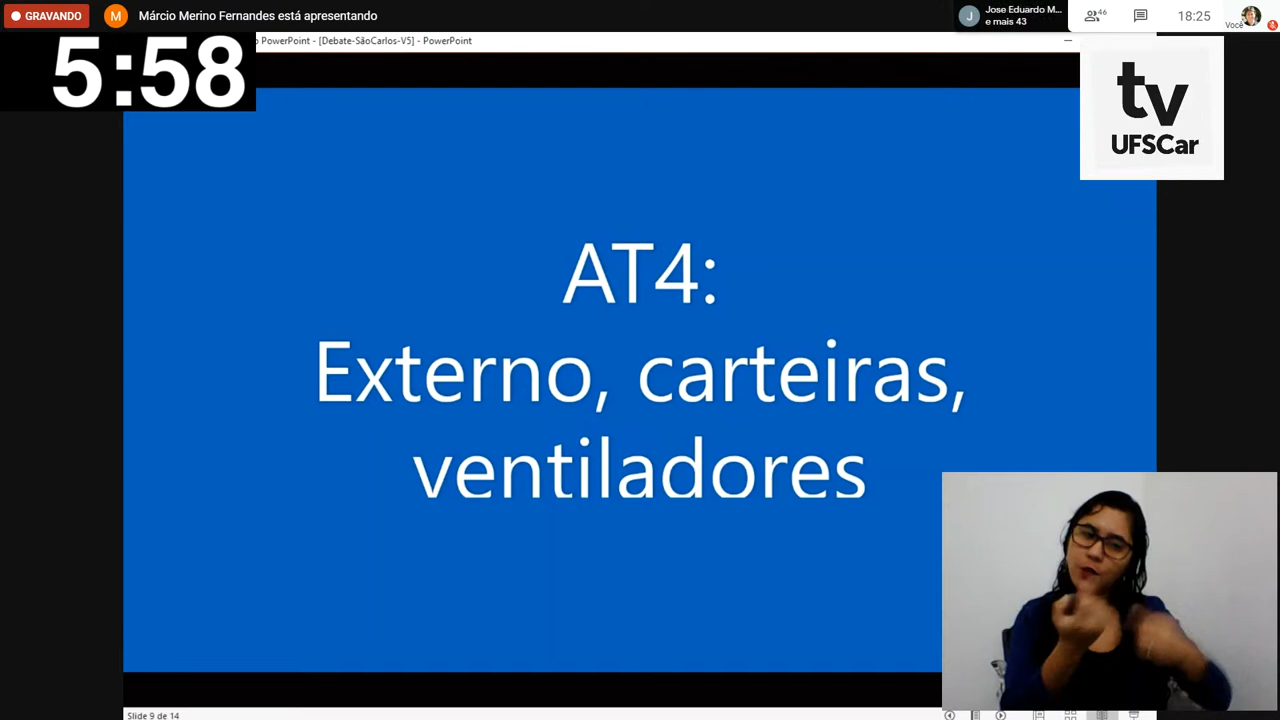 GRAVANDO
M
Márcio Merino Fernandes está apresentando
J
Jose Eduardo M...
e mais 43
46
18:25
Você
5:58
o PowerPoint - [Debate-SãoCarlos-V5] - PowerPoint
tv
UFSCar
AT4:
Externo, carteiras,
ventiladores
Slide 9 de 14